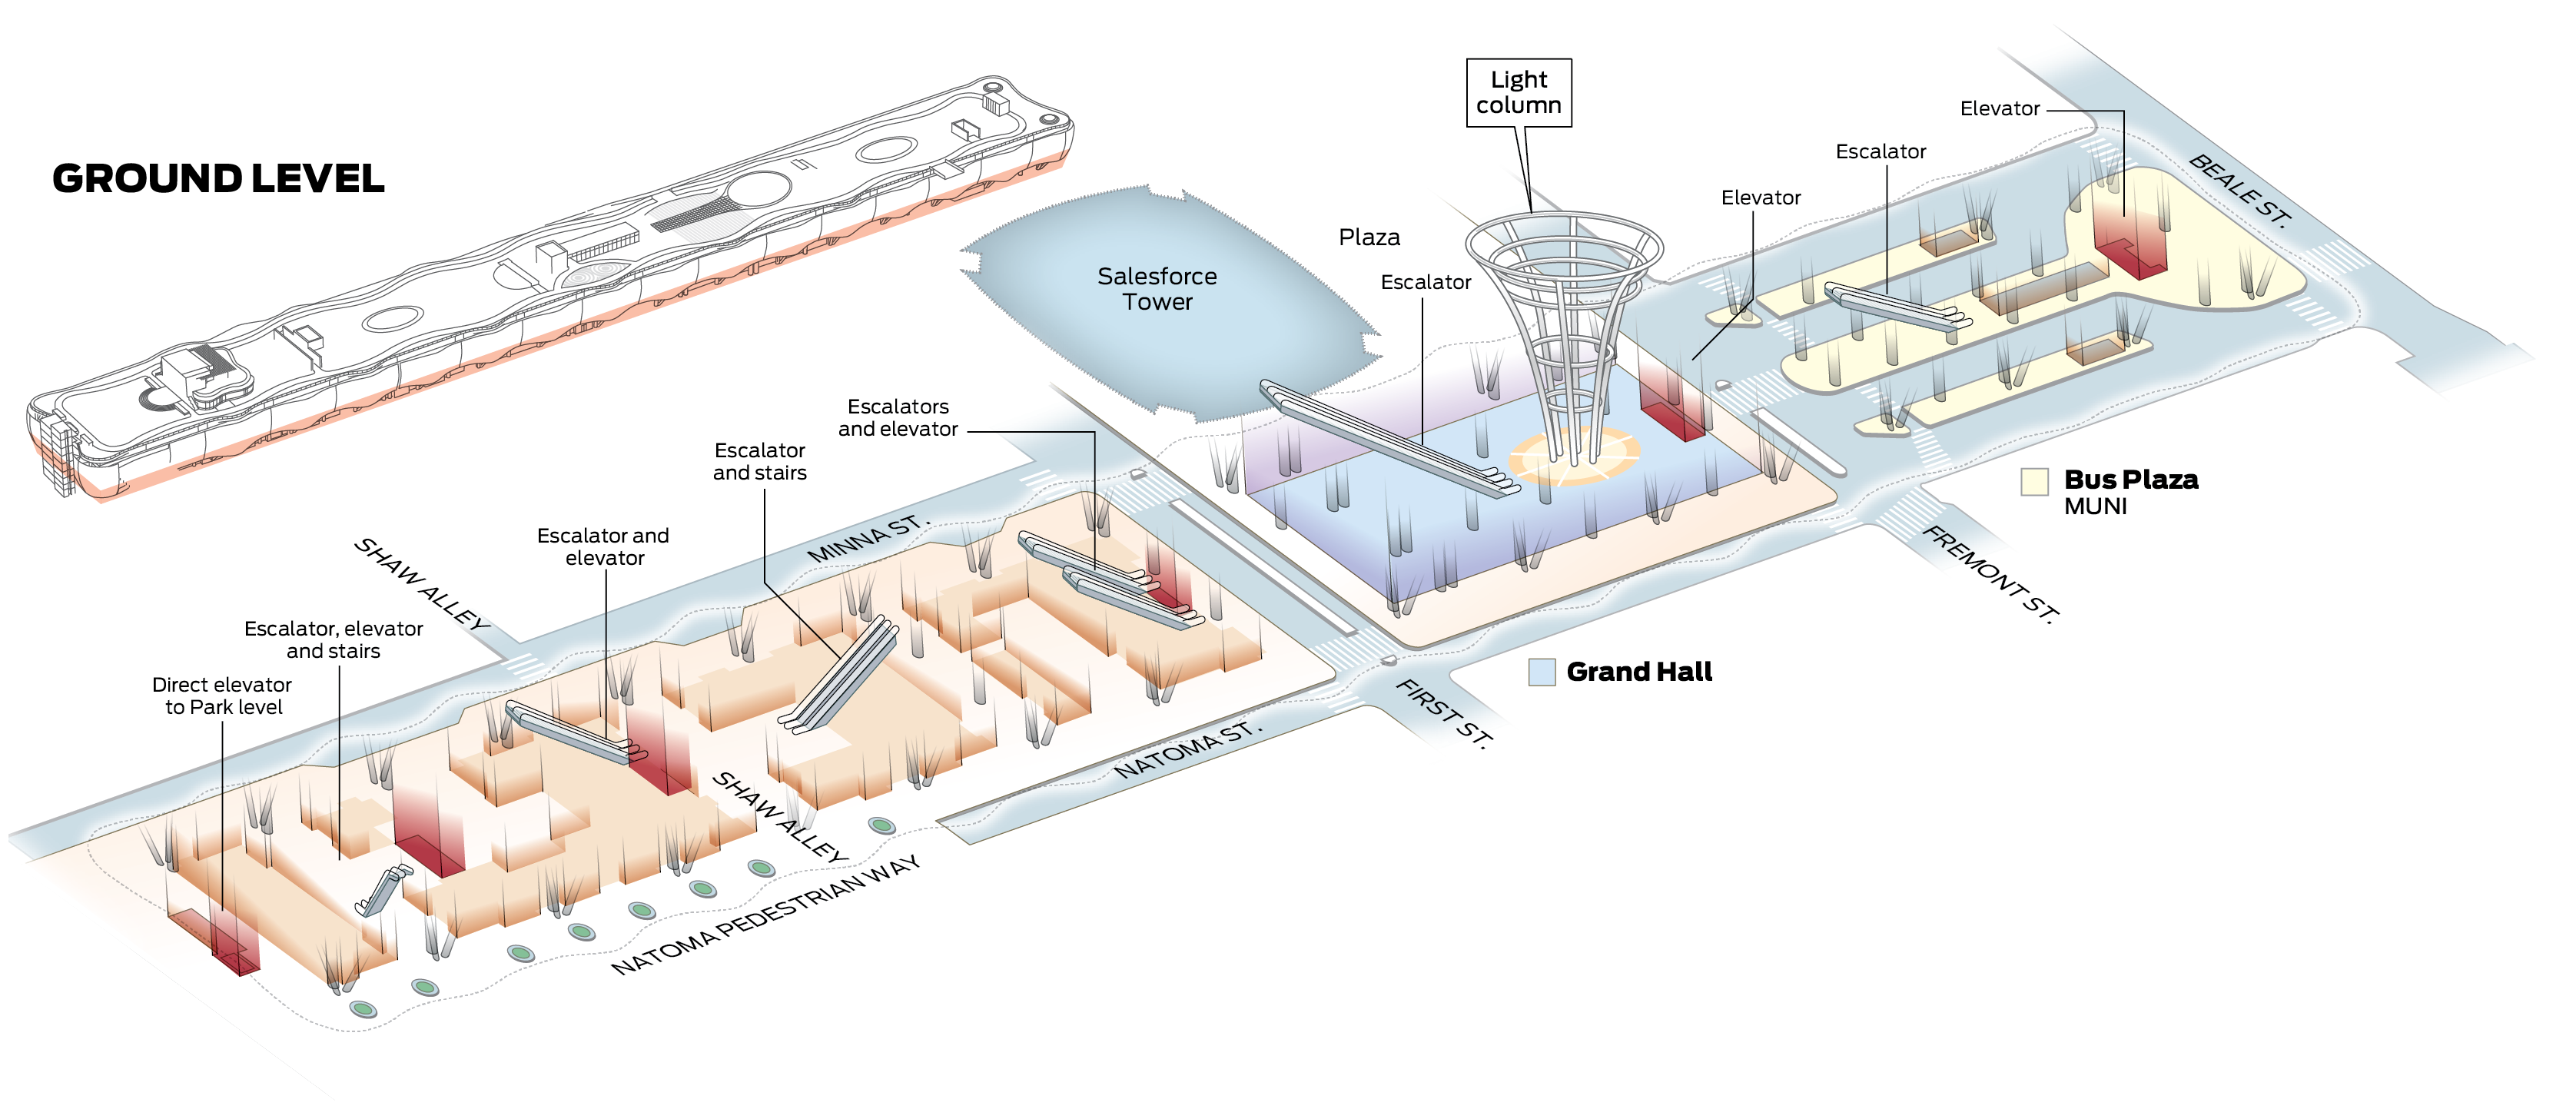 GROUND LEVEL
Light
column
Elevator
Escalator
Elevator
BEALE ST.
Plaza
Salesforce
Tower
Escalator
Escalators
and elevator
Escalator
and stairs
Bus Plaza
MUNI
MINNA ST.
Escalator and
elevator
SHAW ALLEY
FREMONT ST.
Escalator, elevator
and stairs
Grand Hall
Direct elevator
to Park level
FIRST ST.
NATOMA ST.
SHAW ALLEY
NATOMA PEDESTRIAN WAY